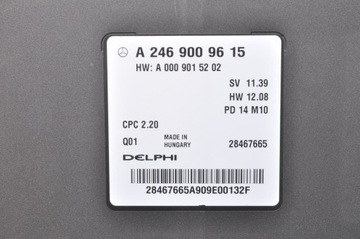 A 246 900 96 15
HW: A 000 901 52 02
SV 11.39
HW 12.08
PD 14 M10
CPC 2.20
Q01 MADE IN HUNGARY 28467665
DELPHI
28467665A909E00132F